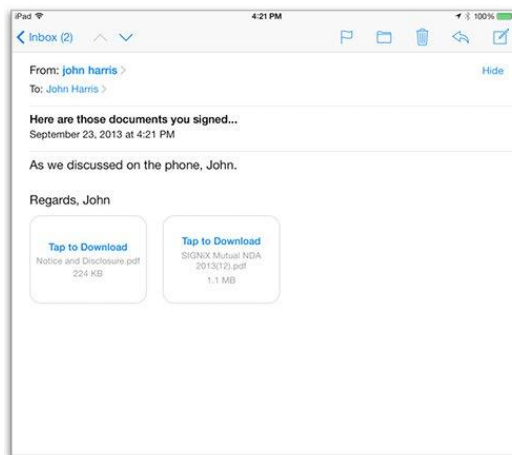 iPad 4:21 PM 100%
Inbox (2)
From: john harris Hide
To: John Harris
Here are those documents you signed...
September 23, 2013 at 4:21 PM
As we discussed on the phone, John.
Regards, John
Tap to Download
Notice and Disclosure.pdf
224 KB
Tap to Download
SIGNiX Mutual NDA
2013(12).pdf
1.1 MB